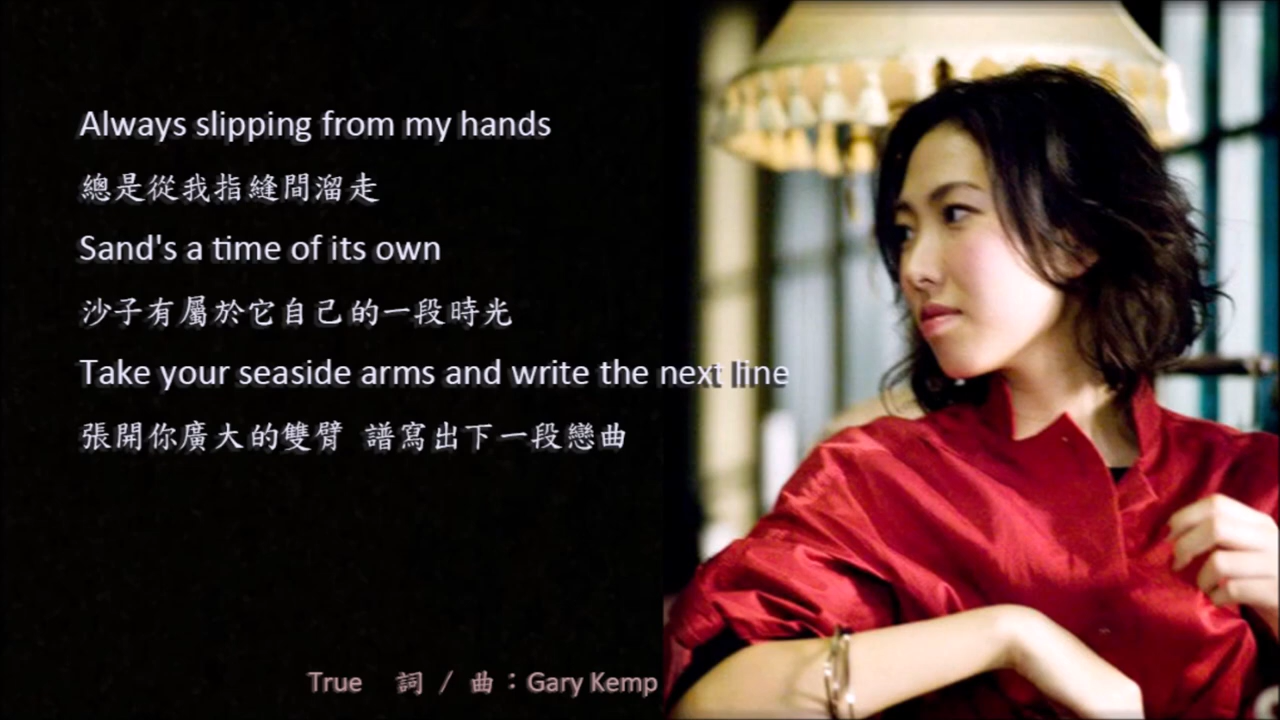 Always slipping from my hands
總是從我指縫間溜走
Sand's a time of its own
沙子有屬於它自己的一段時光
Take your seaside arms and write the next line
張開你廣大的雙臂 譜寫出下一段戀曲
True 詞 / 曲：Gary Kemp